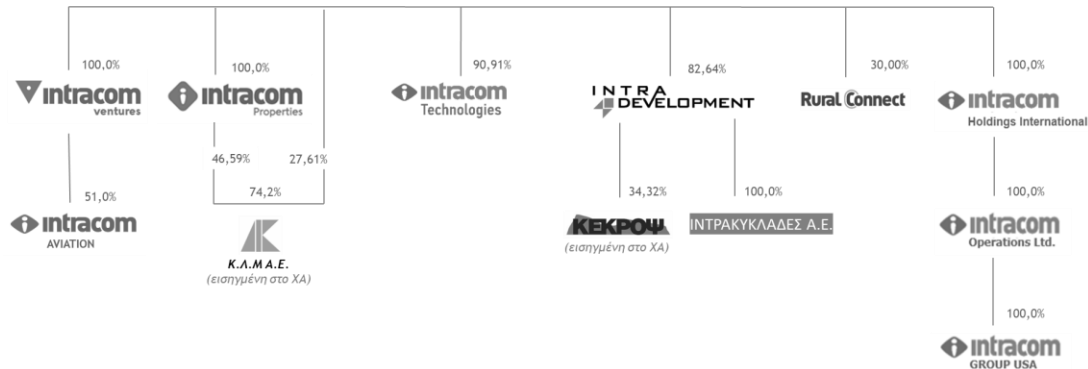 100,0%
100,0%
90,91%
82,64%
30,00%
100,0%
intracom
ventures
intracom
Properties
intracom
Technologies
INTRA
DEVELOPMENT
Rural Connect
intracom
Holdings International
46,59%
27,61%
51,0%
74,2%
34,32%
100,0%
100,0%
intracom
AVIATION
Κ.Λ.Μ Α.Ε.
(εισηγμένη στο ΧΑ)
ΚΕΚΡΟΨ
(εισηγμένη στο ΧΑ)
ΙΝΤΡΑΚΥΚΛΑΔΕΣ Α.Ε.
intracom
Operations Ltd.
100,0%
intracom
GROUP USA